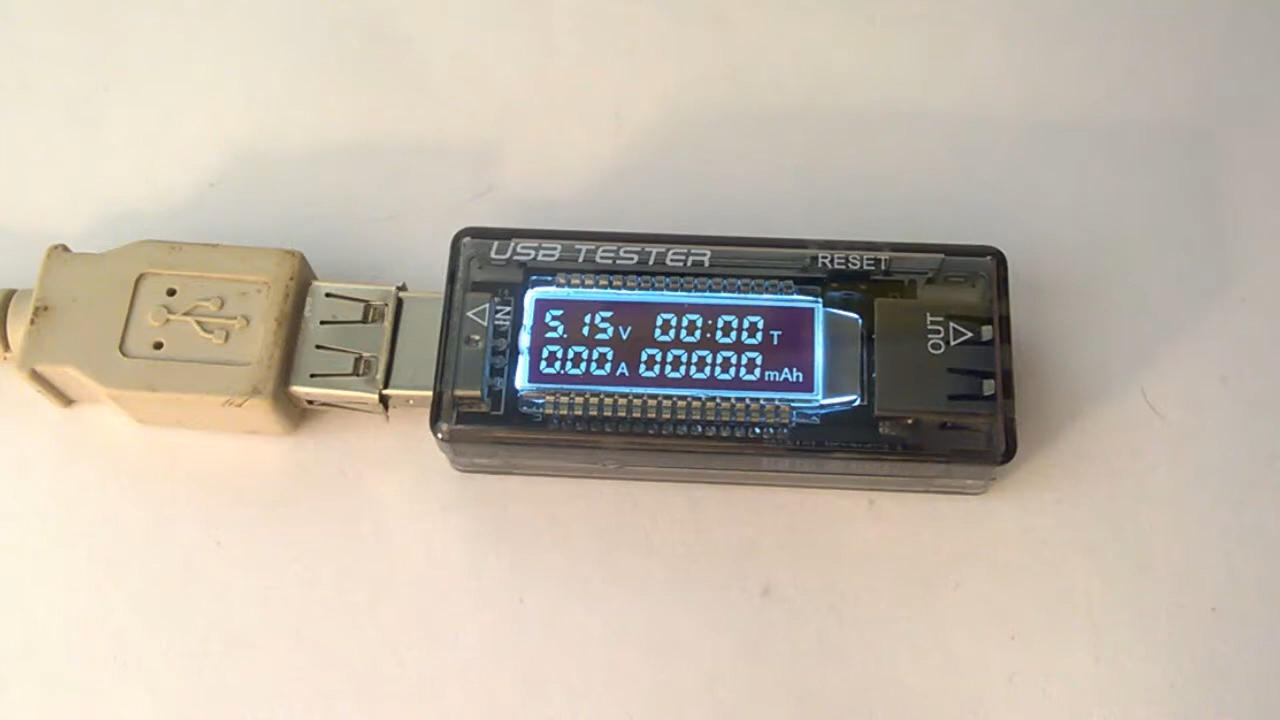 USB TESTER
RESET
IN
5.15V 00:00T
0.00A 00000mAh
OUT